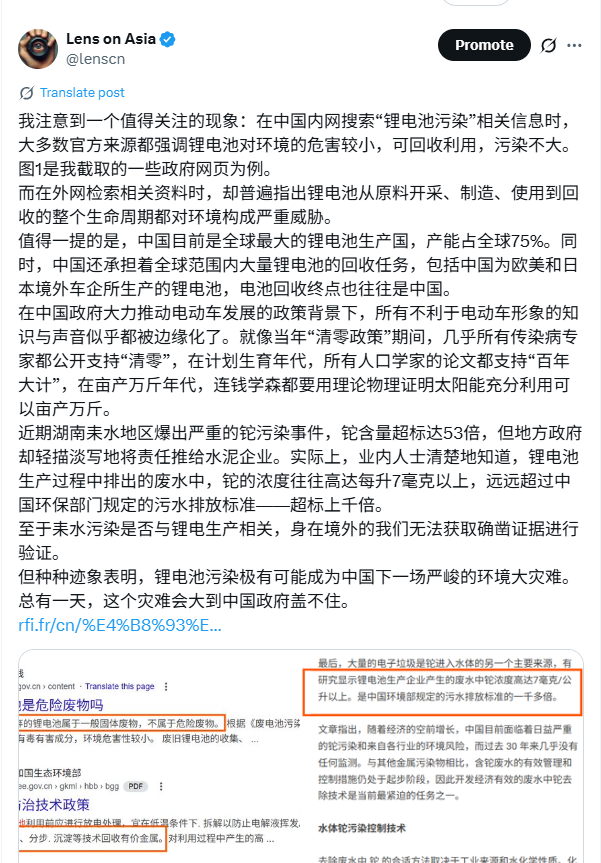 Lens on Asia
@lenscn
Promote
Translate post
我注意到一个值得关注的现象：在中国内网搜索“锂电池污染”相关信息时，
大多数官方来源都强调锂电池对环境的危害较小，可回收利用，污染不大。
图1是我截取的一些政府网页为例。
而在外网检索相关资料时，却普遍指出锂电池从原料开采、制造、使用到回
收的整个生命周期都对环境构成严重威胁。
值得一提的是，中国目前是全球最大的锂电池生产国，产能占全球75%。同
时，中国还承担着全球范围内大量锂电池的回收任务，包括中国为欧美和日
本境外车企所生产的锂电池，电池回收终点也往往是中国。
在中国政府大力推动电动车发展的政策背景下，所有不利于电动车形象的知
识与声音似乎都被边缘化了。就像当年“清零政策”期间，几乎所有传染病专
家都公开支持“清零”，在计划生育年代，所有人口学家的论文都支持“百年
大计”，在亩产万斤年代，连钱学森都要用理论物理证明太阳能充分利用可
以亩产万斤。
近期湖南耒水地区爆出严重的铊污染事件，铊含量超标达53倍，但地方政府
却轻描淡写地将责任推给水泥企业。实际上，业内人士清楚地知道，锂电池
生产过程中排出的废水中，铊的浓度往往高达每升7毫克以上，远远超过中
国环保部门规定的污水排放标准——超标上千倍。
至于耒水污染是否与锂电生产相关，身在境外的我们无法获取确凿证据进行
验证。
但种种迹象表明，锂电池污染极有可能成为中国下一场严峻的环境大灾难。
总有一天，这个灾难会大到中国政府盖不住。
rfi.fr/cn/%E4%B8%93%E...
gov.cn › content · Translate this page
是危险废物吗
的锂电池属于一般固体废物，不属于危险废物。根据《废电池污染
有毒有害成分，环境危害性较小。 废旧锂电池的收集、 ...
和国生态环境部
ee.gov.cn › gkml › hbb › bgg PDF
防治技术政策
利用前应进行放电处理，宜在低温条件下. 拆解以防止电解液挥发.
、分步. 沉淀等技术回收有价金属。对利用过程中产生的高 ...
最后，大量的电子垃圾是铊进入水体的另一个主要来源，有
研究显示锂电池生产企业产生的废水中铊浓度高达7毫克/公
升以上。是中国环境部规定的污水排放标准的一千多倍。
文章指出，随着经济的空前增长，中国目前面临着日益严重
的铊污染和来自各行业的环境风险，而过去 30 年来几乎没有
任何监测。与其他金属污染物相比，含铊废水的有效管理和
控制措施仍处于起步阶段，因此开发经济有效的废水中铊去
除技术是当前最紧迫的任务之一。
水体铊污染控制技术
去除废水中 铊 的合适方法取决于工业来源和水化学性质。化